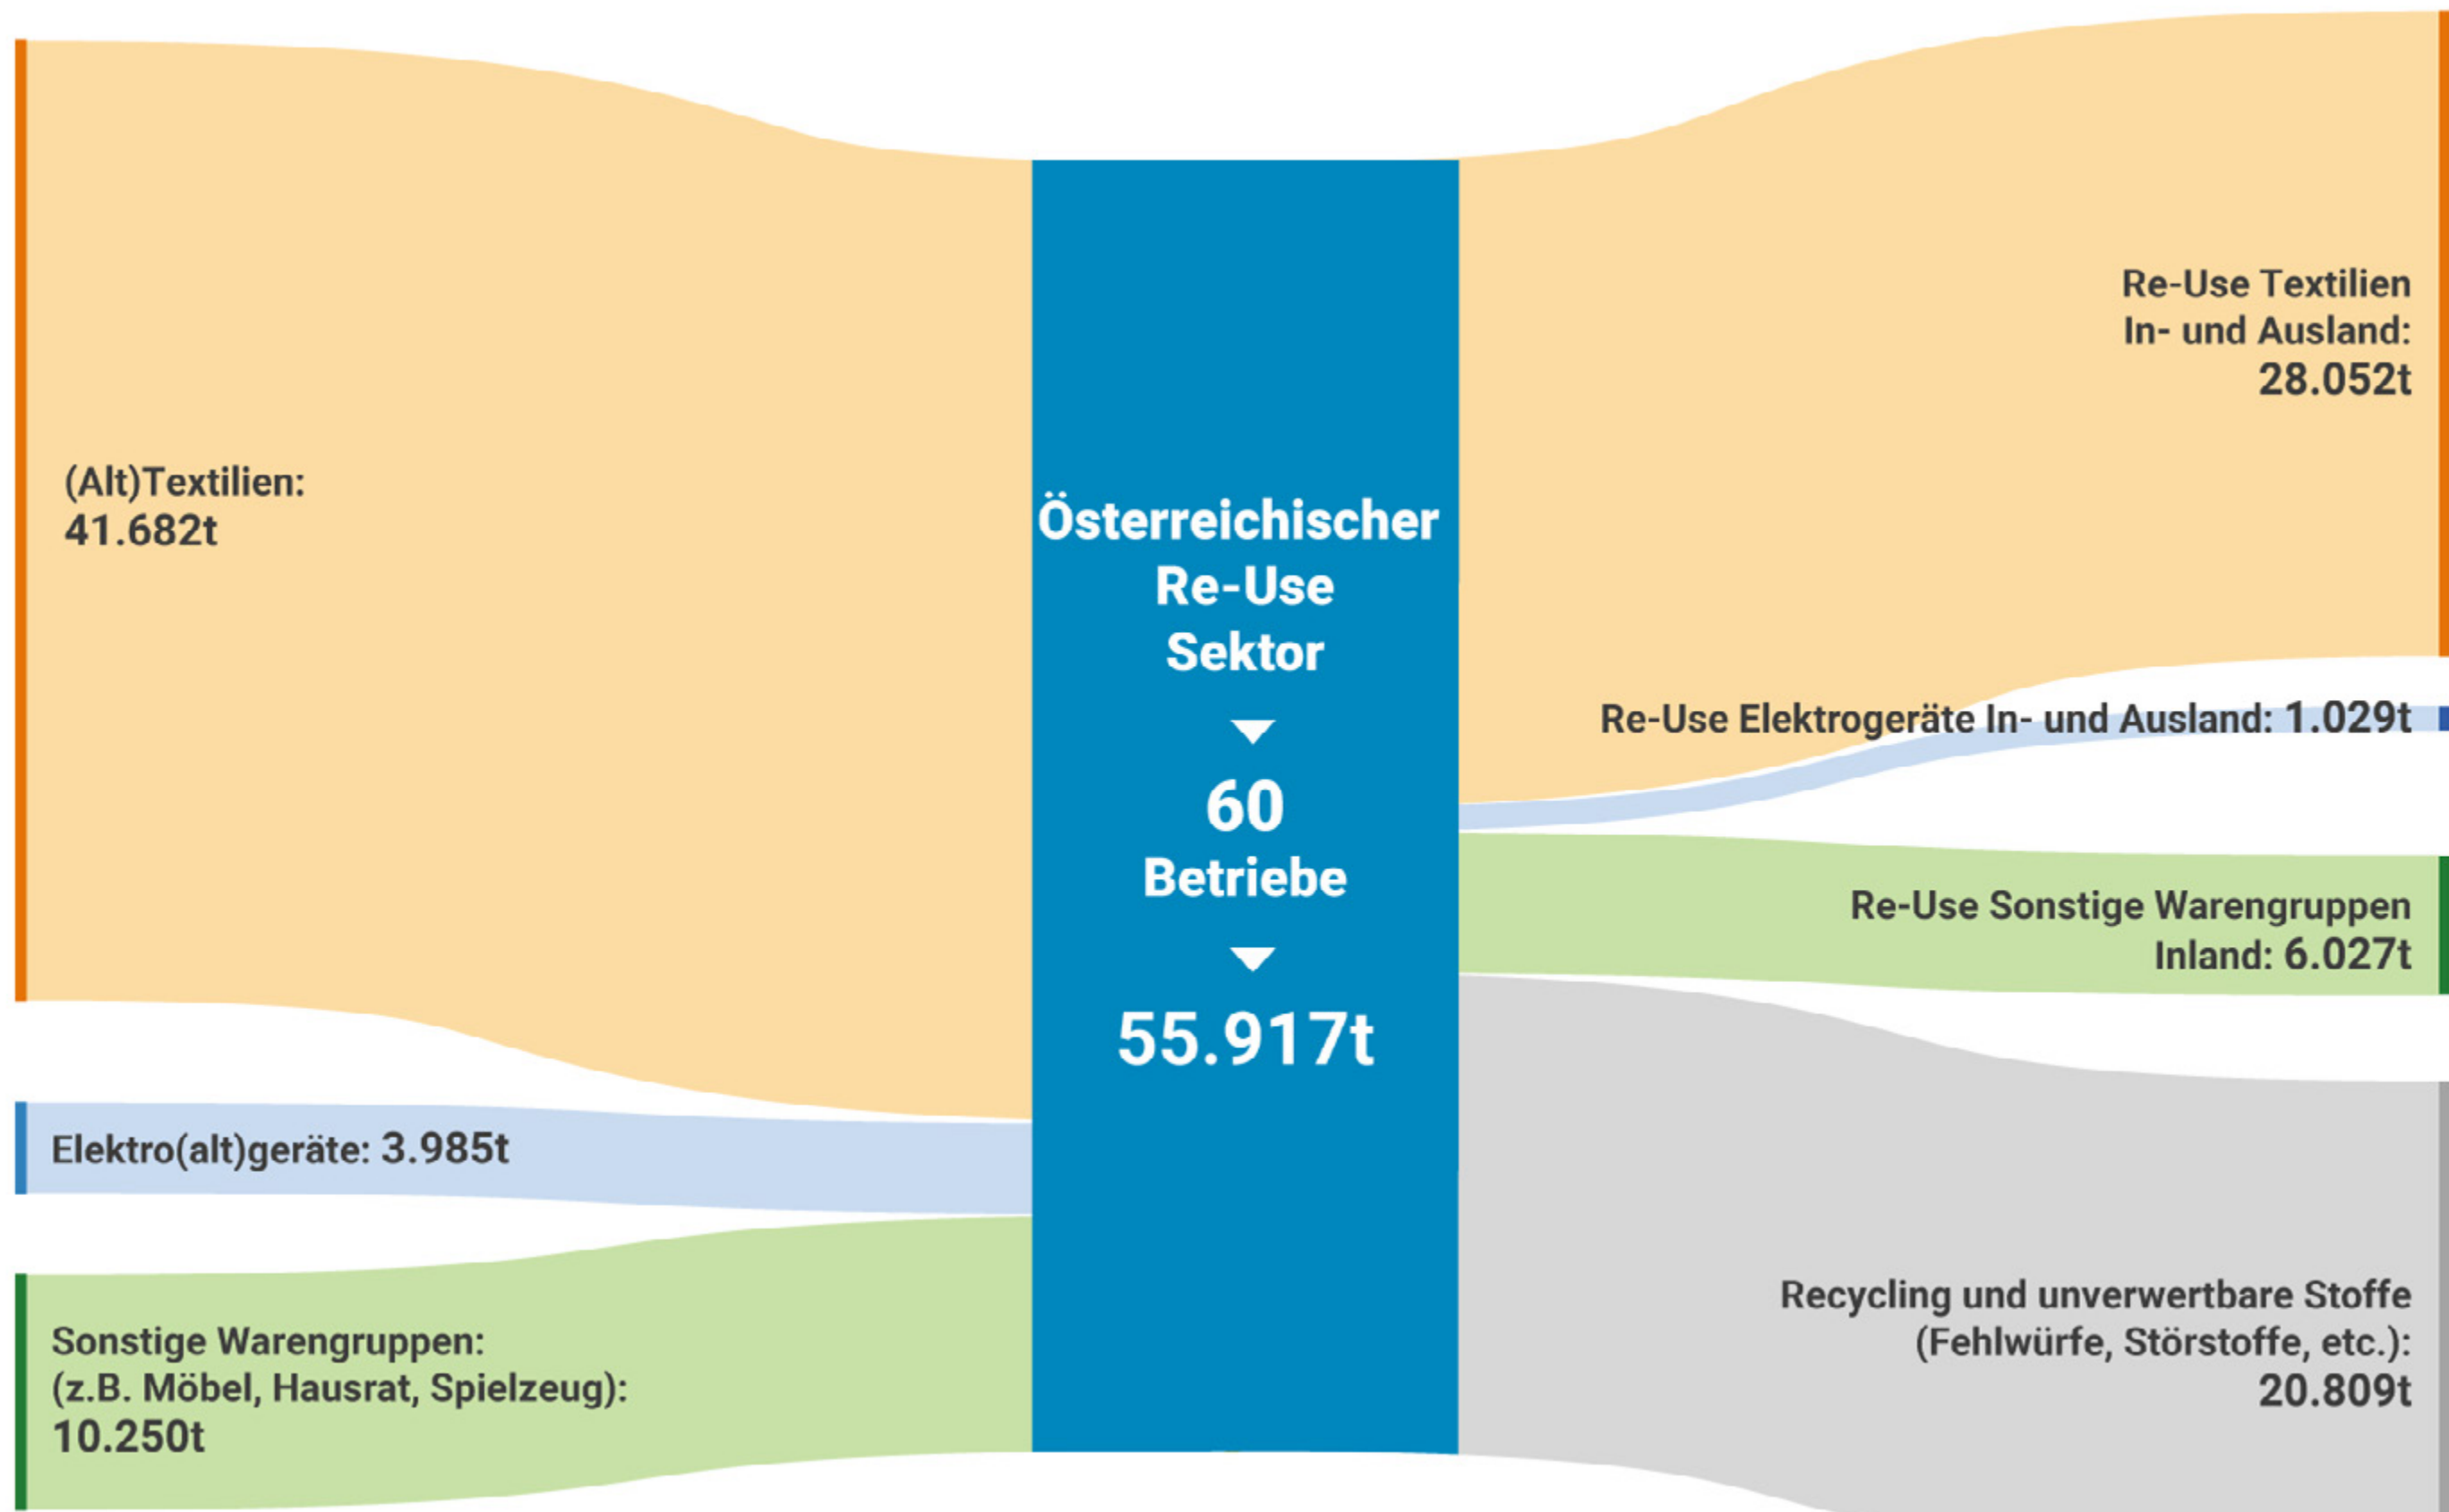 (Alt)Textilien:
41.682t
Elektro(alt)geräte: 3.985t
Sonstige Warengruppen:
(z.B. Möbel, Hausrat, Spielzeug):
10.250t
Österreichischer
Re-Use
Sektor
60
Betriebe
55.917t
Re-Use Textilien
In- und Ausland:
28.052t
Re-Use Elektrogeräte In- und Ausland: 1.029t
Re-Use Sonstige Warengruppen
Inland: 6.027t
Recycling und unverwertbare Stoffe
(Fehlwürfe, Störstoffe, etc.):
20.809t